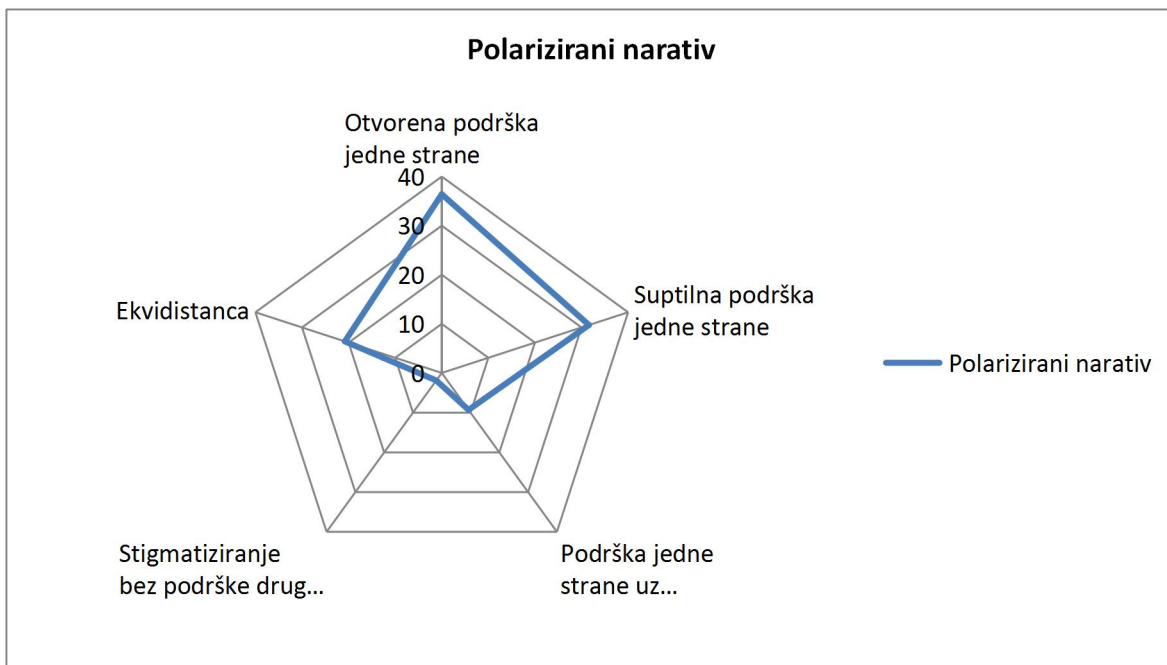 Polarizirani narativ
Otvorena podrška
jedne strane
40
30
20
10
0
Suptilna podrška
jedne strane
Ekvidistanca
Polarizirani narativ
Stigmatiziranje
bez podrške drug...
Podrška jedne
strane uz...